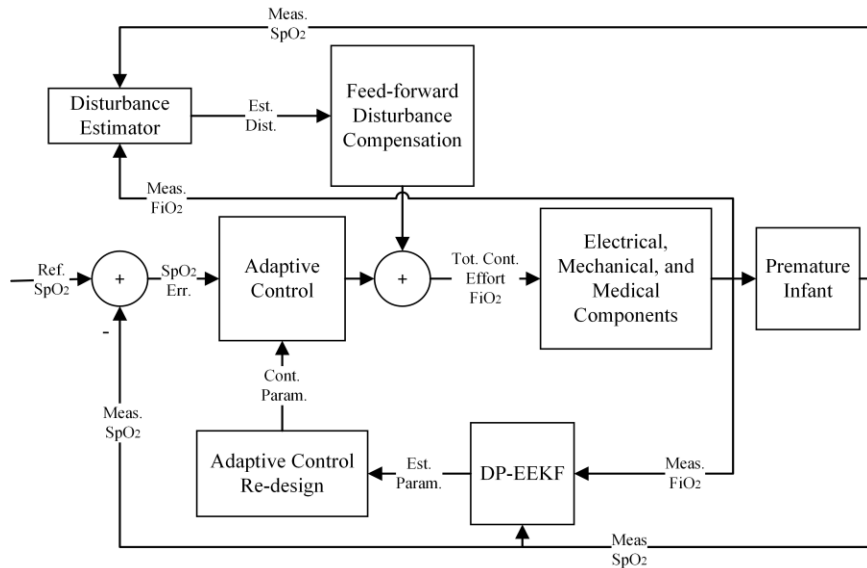 Meas.
SpO2
Disturbance
Estimator
Est.
Dist.
Feed-forward
Disturbance
Compensation
Meas.
FiO2
Ref.
SpO2
+
SpO2
Err.
Adaptive
Control
+
Tot. Cont.
Effort
FiO2
Electrical,
Mechanical, and
Medical
Components
Premature
Infant
-
Cont.
Param.
Meas.
SpO2
Adaptive Control
Re-design
Est.
Param.
DP-EEKF
Meas.
FiO2
Meas
SpO2